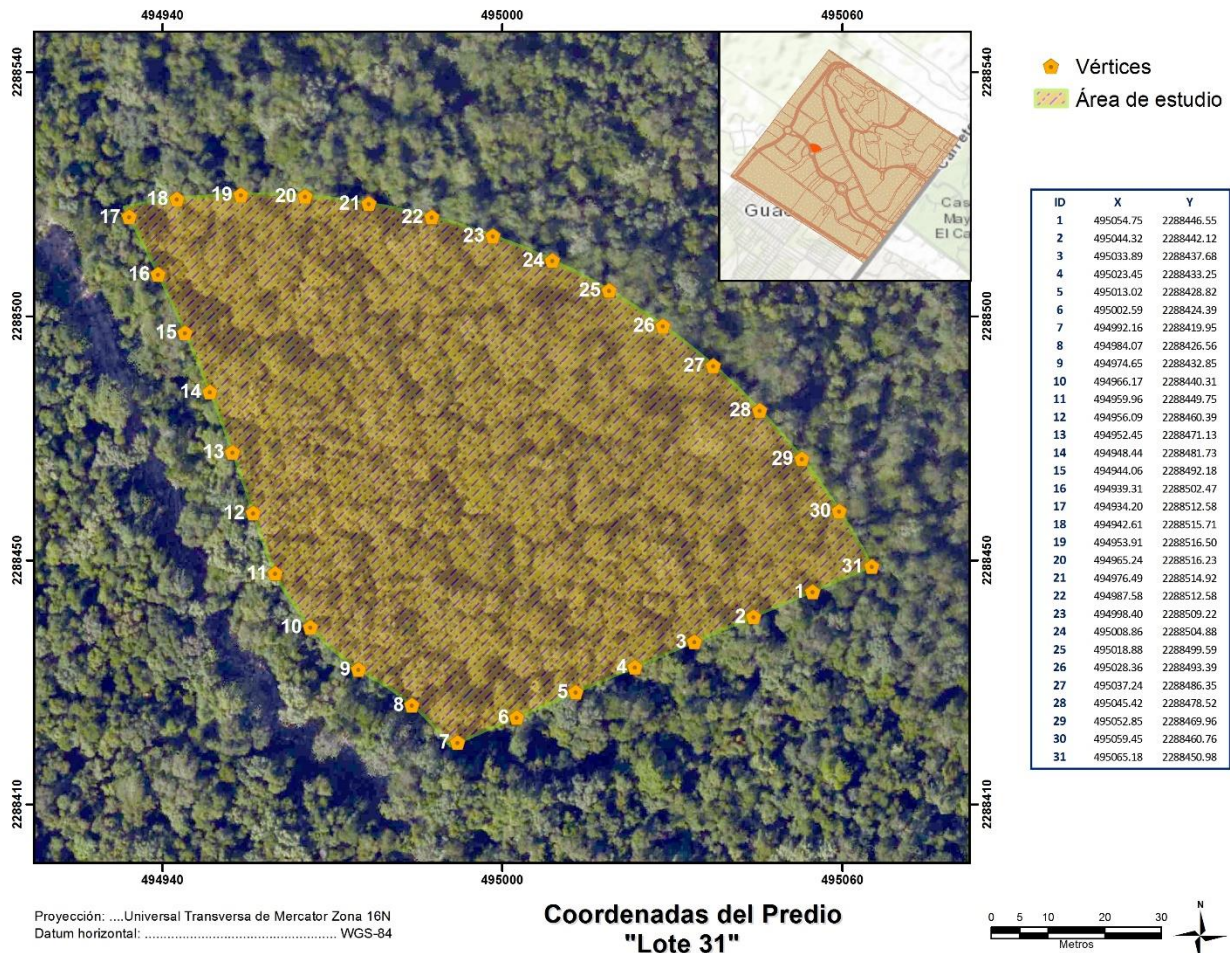 494940 495000 495060
2288540
2288500
2288450
2288410
2288540
2288500
2288450
2288410
494940 495000 495060
17
18
19
20
21
22
23
24
25
26
27
28
29
30
31
16
15
14
13
12
11
10
9
8
7
6
5
4
3
2
1
Vértices
Área de estudio
ID X Y
1 495054.75 2288446.55
2 495044.32 2288442.12
3 495033.89 2288437.68
4 495023.45 2288433.25
5 495013.02 2288428.82
6 495002.59 2288424.39
7 494992.16 2288419.95
8 494984.07 2288426.56
9 494974.65 2288432.85
10 494966.17 2288440.31
11 494959.96 2288449.75
12 494956.09 2288460.39
13 494952.45 2288471.13
14 494948.44 2288481.73
15 494944.06 2288492.18
16 494939.31 2288502.47
17 494934.20 2288512.58
18 494942.61 2288515.71
19 494953.91 2288516.50
20 494965.24 2288516.23
21 494976.49 2288514.92
22 494987.58 2288512.58
23 494998.40 2288509.22
24 495008.86 2288504.88
25 495018.88 2288499.59
26 495028.36 2288493.39
27 495037.24 2288486.35
28 495045.42 2288478.52
29 495052.85 2288469.96
30 495059.45 2288460.76
31 495065.18 2288450.98
Carrete
Gua
Cas
May
El Ca
Proyección: ....Universal Transversa de Mercator Zona 16N
Datum horizontal: .................................................. WGS-84
Coordenadas del Predio
"Lote 31"
0 5 10 20 30
Metros
N